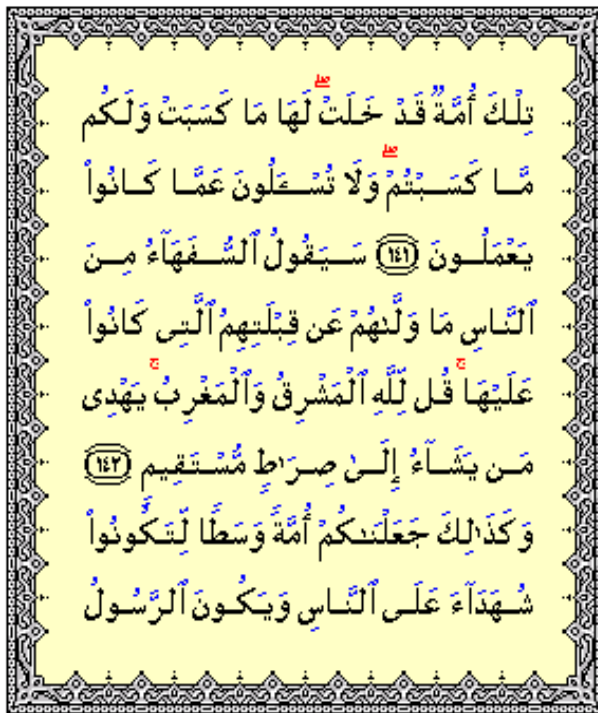 تِلْكَ أُمَّةٌ قَدْ خَلَتْ ۖ لَهَا مَا كَسَبَتْ وَلَكُم
مَّا كَسَبْتُمْ ۖ وَلَا تُسْـَٔلُونَ عَمَّا كَانُوا۟
يَعْمَلُونَ ١٤١ سَيَقُولُ ٱلسُّفَهَآءُ مِنَ
ٱلنَّاسِ مَا وَلَّىٰهُمْ عَن قِبْلَتِهِمُ ٱلَّتِى كَانُوا۟
عَلَيْهَا ۚ قُل لِّلَّهِ ٱلْمَشْرِقُ وَٱلْمَغْرِبُ ۚ يَهْدِى
مَن يَشَآءُ إِلَىٰ صِرَٰطٍ مُّسْتَقِيمٍ ١٤٢
وَكَذَٰلِكَ جَعَلْنَٰكُمْ أُمَّةً وَسَطًا لِّتَكُونُوا۟
شُهَدَآءَ عَلَى ٱلنَّاسِ وَيَكُونَ ٱلرَّسُولُ